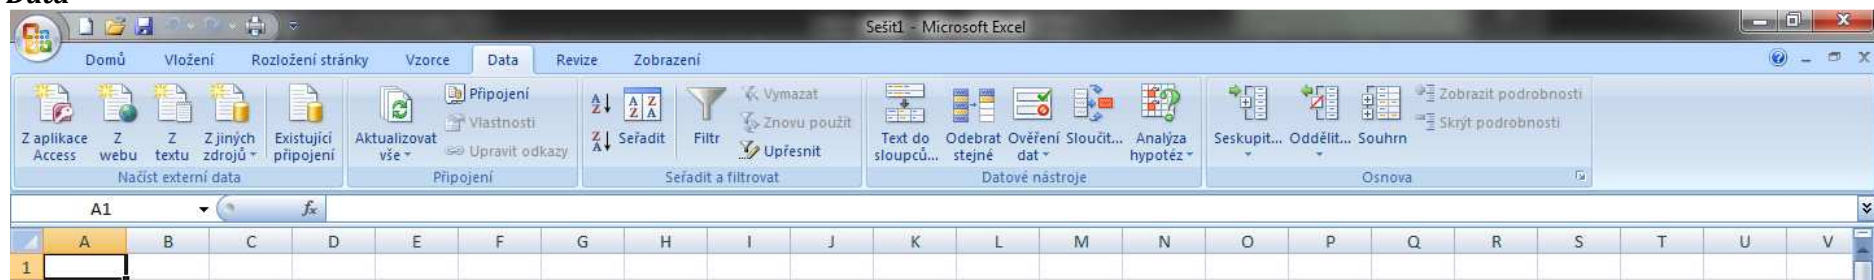 Data
Sešit1 - Microsoft Excel
Domů Vložení Rozložení stránky Vzorce Data Revize Zobrazení
Z aplikace Access
Z webu
Z textu
Z jiných zdrojů
Existující připojení
Načíst externí data
Aktualizovat vše
Připojení
Vlastnosti
Upravit odkazy
Připojení
A Z
Z A
A Z Z A
Seřadit
Filtr
Vymazat
Znovu použít
Upřesnit
Seřadit a filtrovat
Text do sloupců...
Odebrat stejné
Ověření dat
Sloučit...
Analýza hypotéz
Datové nástroje
Seskupit...
Oddělit...
Souhrn
Zobrazit podrobnosti
Skrýt podrobnosti
Osnova
A1 fx
A B C D E F G H I J K L M N O P Q R S T U V
1